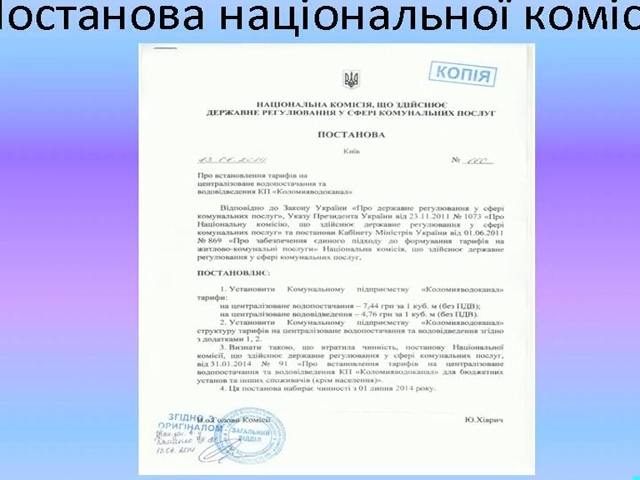 Постанова національної коміс
КОПІЯ
НАЦІОНАЛЬНА КОМІСІЯ, ЩО ЗДІЙСНЮЄ
ДЕРЖАВНЕ РЕГУЛЮВАННЯ У СФЕРІ КОМУНАЛЬНИХ ПОСЛУГ
ПОСТАНОВА
Київ
№
Про встановлення тарифів на
централізоване водопостачання та
водовідведення КП «Коломияводоканал»
Відповідно до Закону України «Про державне регулювання у сфері
комунальних послуг», Указу Президента України від 23.11.2011 № 1073 «Про
Національну комісію, що здійснює державне регулювання у сфері
комунальних послуг» та постанови Кабінету Міністрів України від 01.06.2011
№ 869 «Про забезпечення єдиного підходу до формування тарифів на
житлово-комунальні послуги» Національна комісія, що здійснює державне
регулювання у сфері комунальних послуг,
ПОСТАНОВЛЯЄ:
1. Установити Комунальному підприємству «Коломияводоканал»
тарифи:
на централізоване водопостачання – 7,44 грн за 1 куб. м (без ПДВ);
на централізоване водовідведення – 4,76 грн за 1 куб. м (без ПДВ).
2. Установити Комунальному підприємству «Коломияводоканал»
структуру тарифів на централізоване водопостачання та водовідведення згідно
з додатками 1, 2.
3. Визнати такою, що втратила чинність, постанову Національної
комісії, що здійснює державне регулювання у сфері комунальних послуг,
від 31.01.2014 № 91 «Про встановлення тарифів на централізоване
водопостачання та водовідведення КП «Коломияводоканал» для бюджетних
установ та інших споживачів (крім населення)».
4. Ця постанова набирає чинності з 01 липня 2014 року.
В.о.Голови Комісії Ю.Хіврич
ЗГІДНО З
ОРИГІНАЛОМ
ЗАГАЛЬНИЙ
ВІДДІЛ